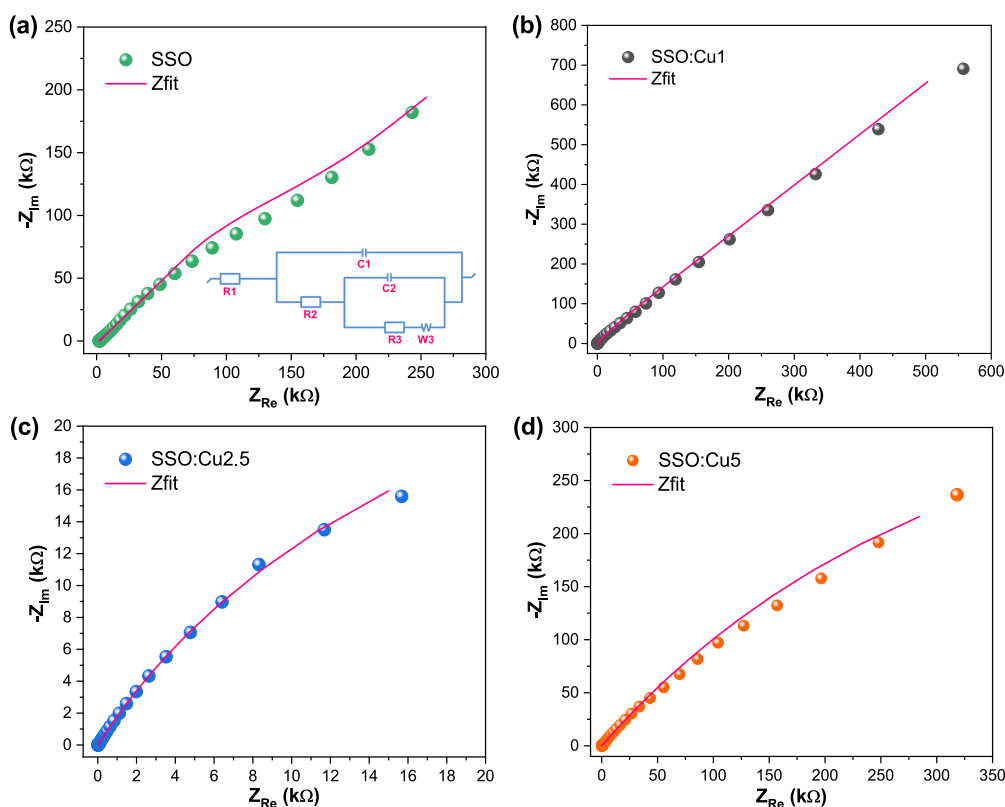 (a)
SSO
Zfit
250
200
150
100
50
0
-Z_Im (kΩ)
0 50 100 150 200 250 300
Z_Re (kΩ)
R1
C1
R2
C2
R3
W3
(b)
SSO:Cu1
Zfit
800
700
600
500
400
300
200
100
0
-Z_Im (kΩ)
0 100 200 300 400 500 600
Z_Re (kΩ)
(c)
SSO:Cu2.5
Zfit
20
18
16
14
12
10
8
6
4
2
0
-Z_Im (kΩ)
0 2 4 6 8 10 12 14 16 18 20
Z_Re (kΩ)
(d)
SSO:Cu5
Zfit
300
250
200
150
100
50
0
-Z_Im (kΩ)
0 50 100 150 200 250 300 350
Z_Re (kΩ)